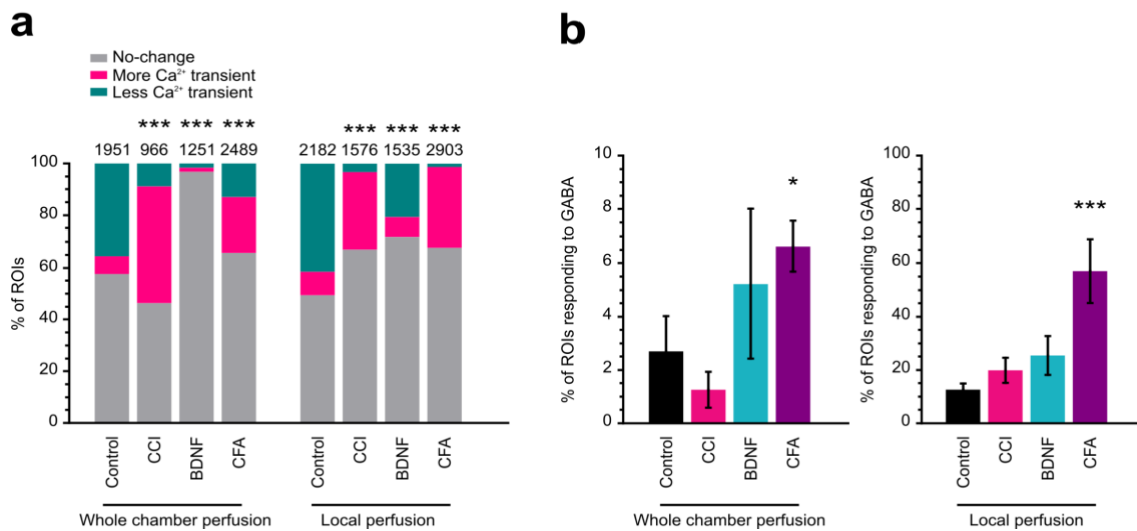 a
No-change
More Ca²⁺ transient
Less Ca²⁺ transient
*** *** ***
1951 966 1251 2489
*** *** ***
2182 1576 1535 2903
% of ROIs
100
80
60
40
20
0
Control
CCI
BDNF
CFA
Whole chamber perfusion
Control
CCI
BDNF
CFA
Local perfusion
b
% of ROIs responding to GABA
10
8
6
4
2
0
*
Control
CCI
BDNF
CFA
Whole chamber perfusion
% of ROIs responding to GABA
100
80
60
40
20
0
***
Control
CCI
BDNF
CFA
Local perfusion